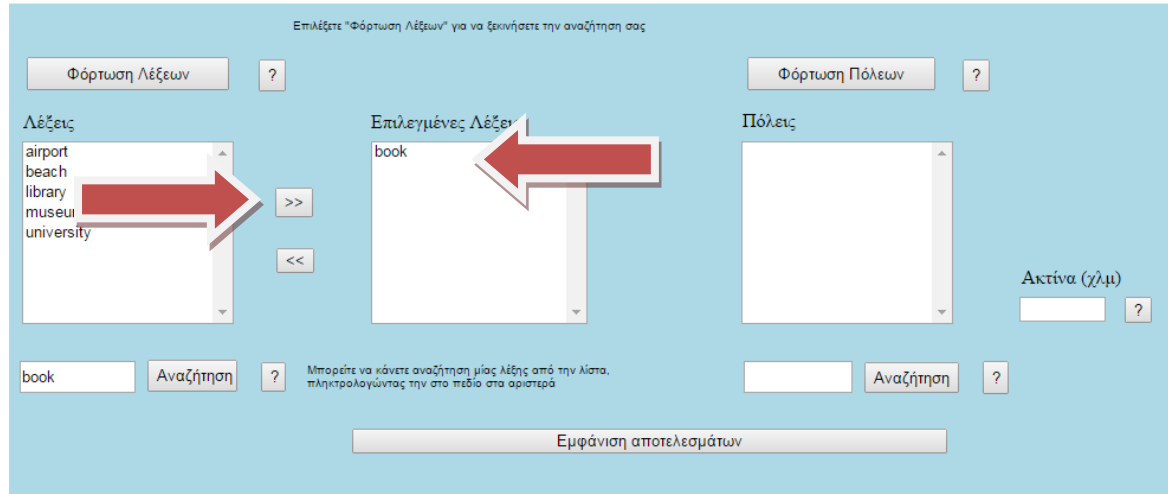 Επιλέξετε "Φόρτωση Λέξεων" για να ξεκινήσετε την αναζήτηση σας
Φόρτωση Λέξεων ? Φόρτωση Πόλεων ?
Λέξεις Επιλεγμένες Πόλεις
airport book
beach
library
>>
university
<<
Ακτίνα (χλμ)
?
book Αναζήτηση ? Μπορείτε να κάνετε αναζήτηση μίας λέξης από την λίστα,
πληκτρολογώντας την στο πεδίο στα αριστερά
Αναζήτηση ?
Εμφάνιση αποτελεσμάτων